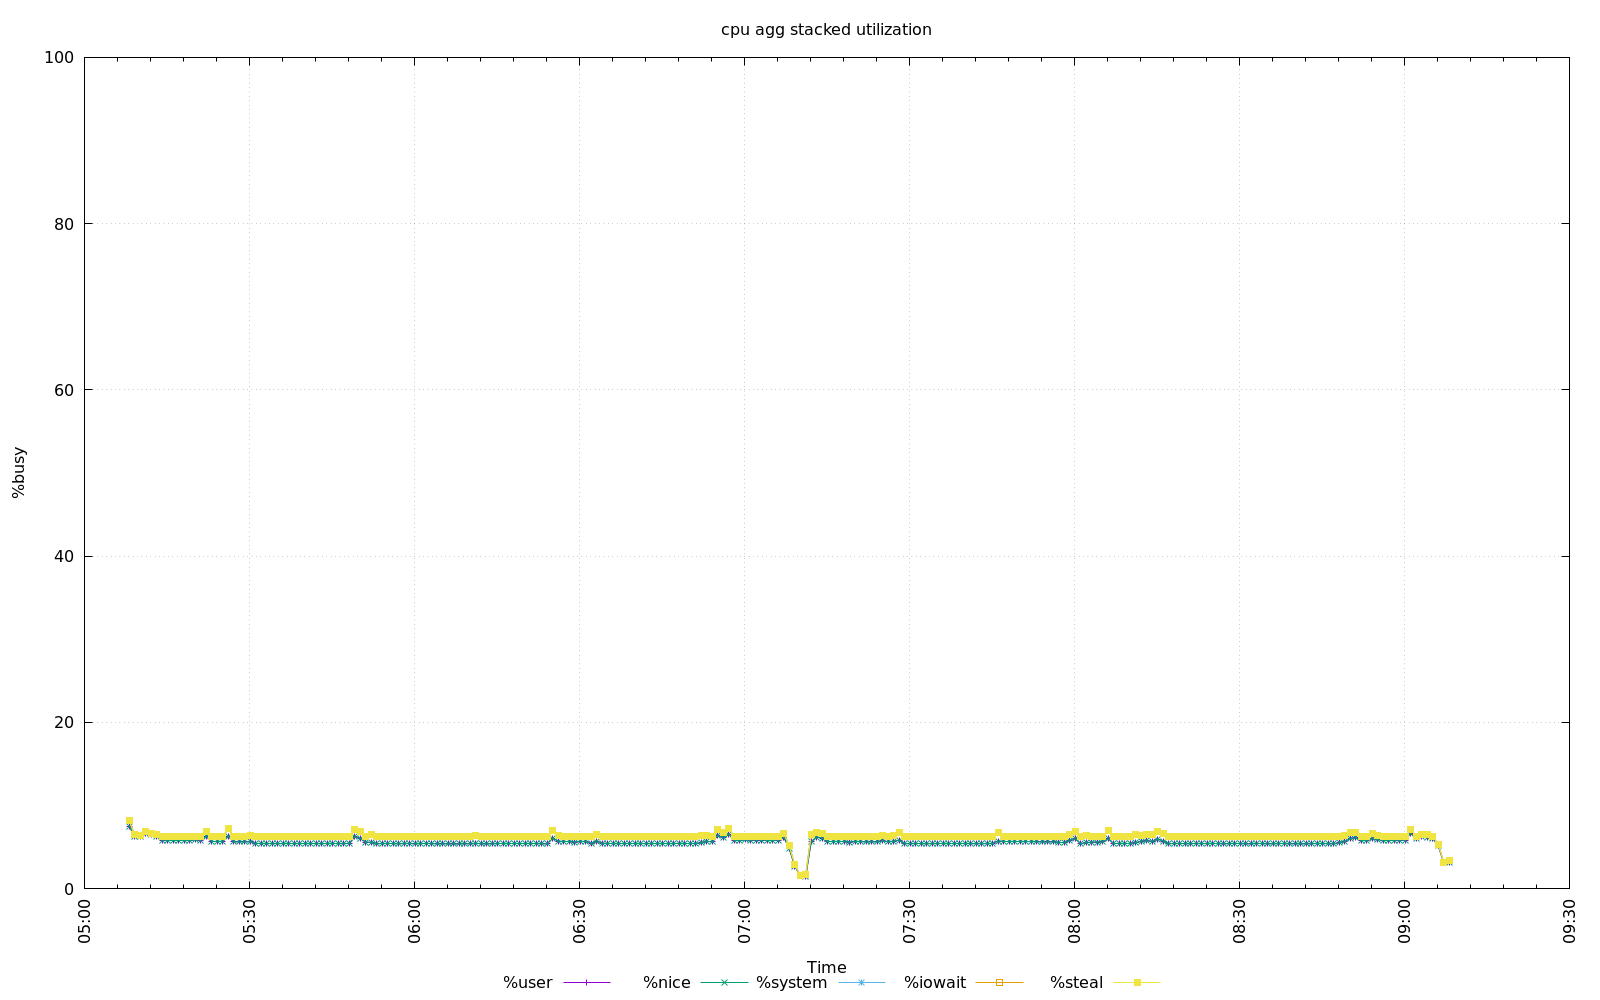 cpu agg stacked utilization
100
80
60
40
20
0
%busy
05:00 05:30 06:00 06:30 07:00 07:30 08:00 08:30 09:00 09:30
Time
%user %nice %system %iowait %steal